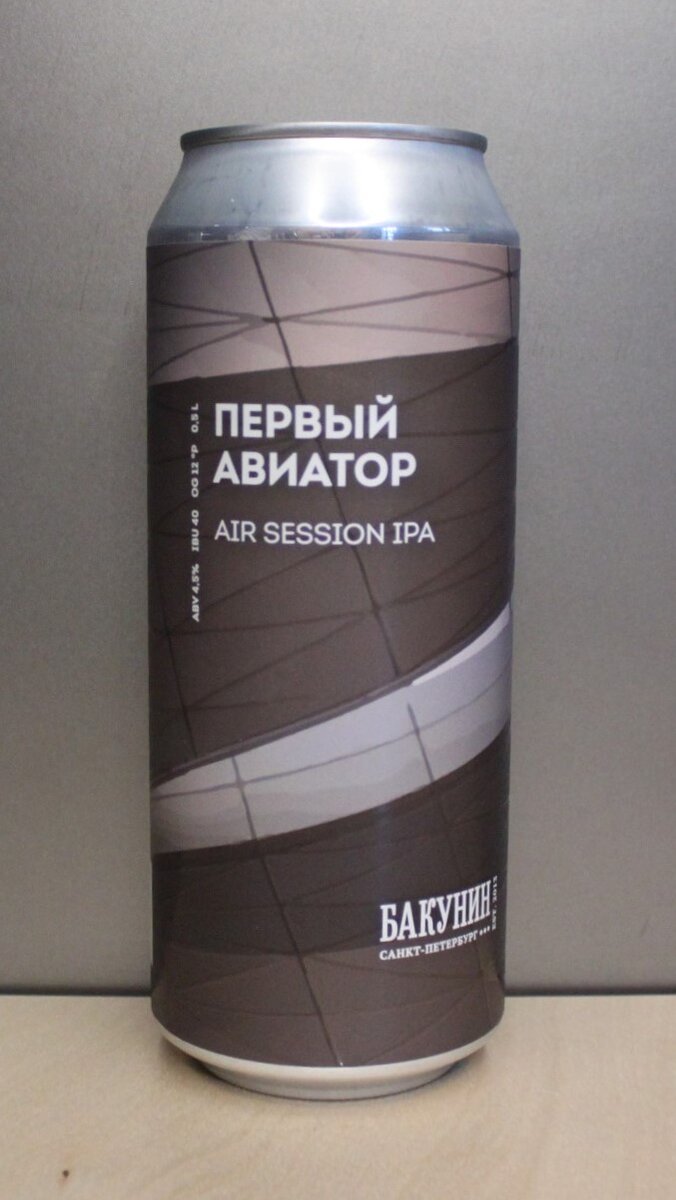 ПЕРВЫЙ
АВИАТОР
AIR SESSION IPA
ABV 4,5% IBU 40 OG 12 °P 0,5 L
БАКУНИН
САНКТ-ПЕТЕРБУРГ
EST. 2013